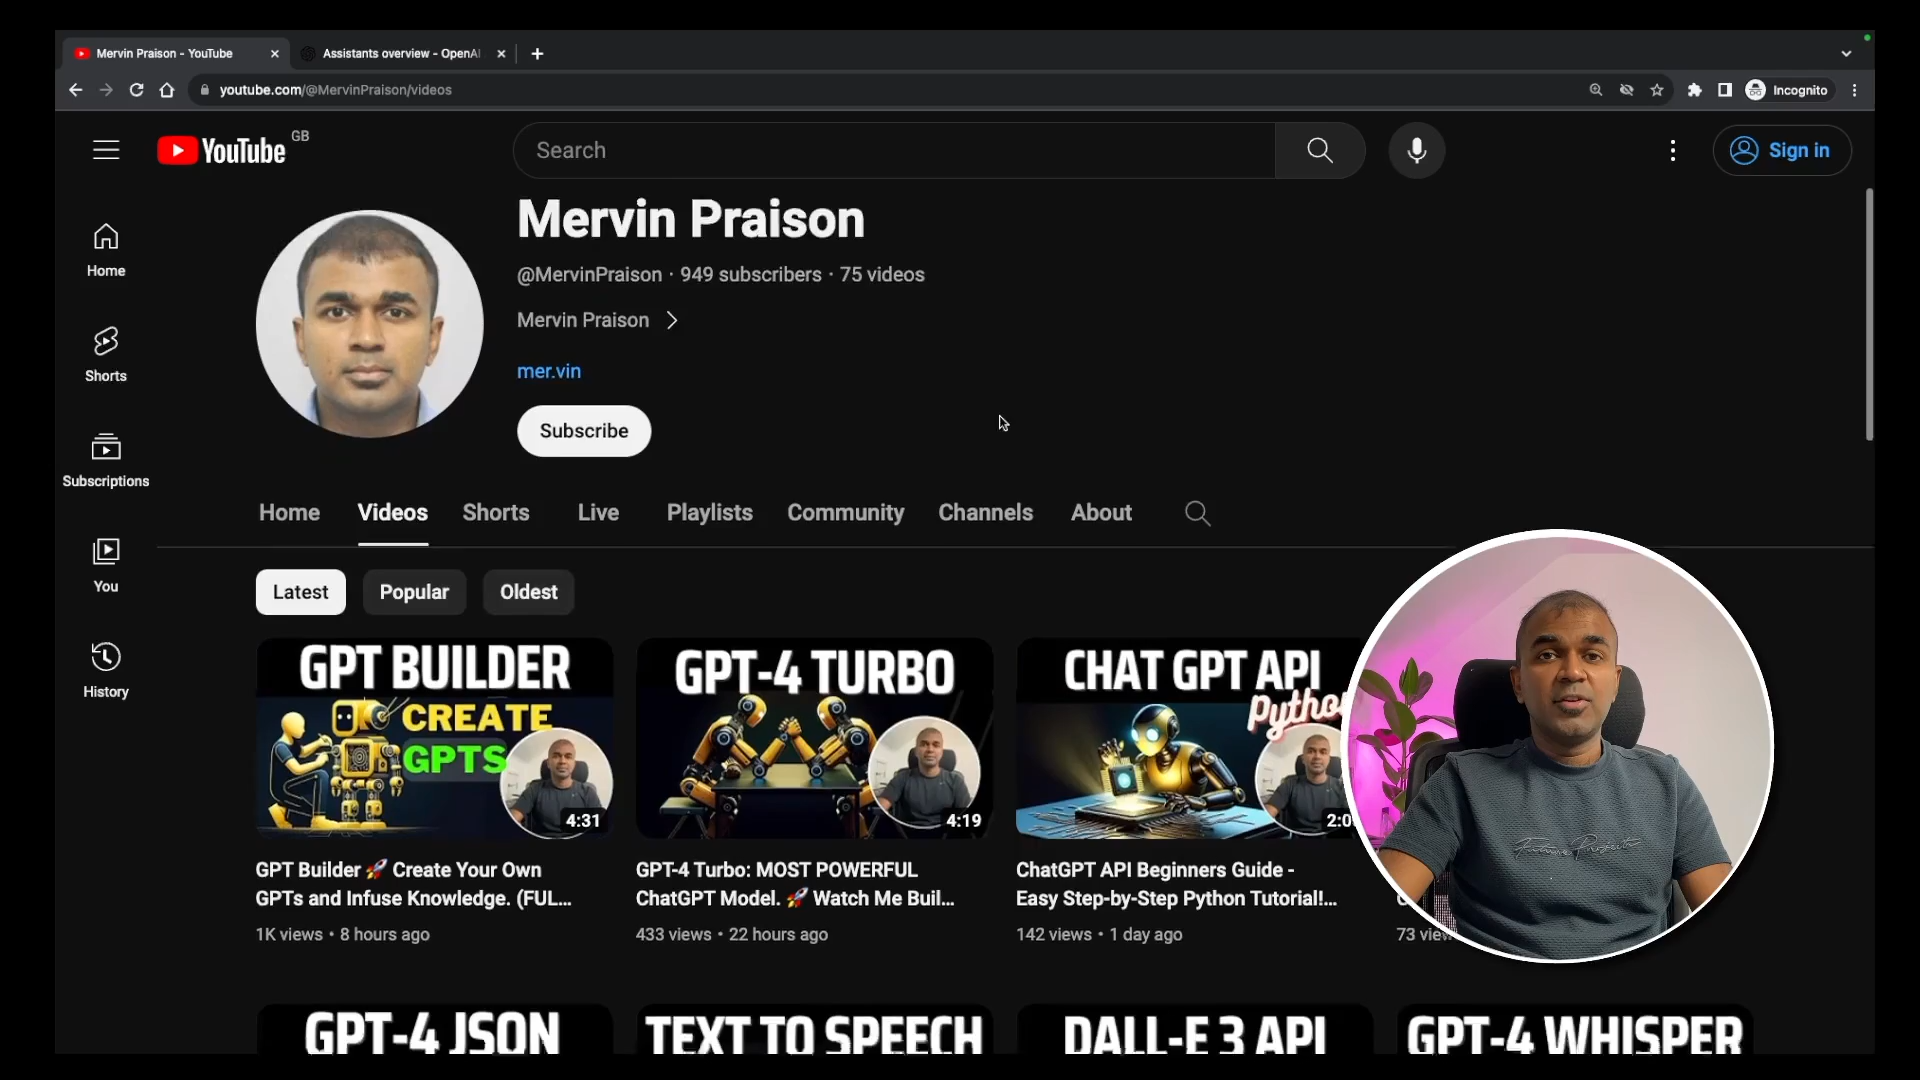 Mervin Praison - YouTube
Assistants overview - OpenAI
youtube.com/@MervinPraison/videos
Incognito
YouTube GB
Search
Sign in
Home
Shorts
Subscriptions
You
History
Mervin Praison
@MervinPraison · 949 subscribers · 75 videos
Mervin Praison
mer.vin
Subscribe
Home Videos Shorts Live Playlists Community Channels About
Latest Popular Oldest
GPT BUILDER
CREATE
GPTS
4:31
GPT Builder 🚀 Create Your Own
GPTs and Infuse Knowledge. (FUL...
1K views • 8 hours ago
GPT-4 TURBO
4:19
GPT-4 Turbo: MOST POWERFUL
ChatGPT Model. 🚀 Watch Me Buil...
433 views • 22 hours ago
CHAT GPT API
Python
ChatGPT API Beginners Guide -
Easy Step-by-Step Python Tutorial!...
142 views • 1 day ago
73
GPT-4 JSON
TEXT TO SPEECH
DALL-E 3 API
GPT-4 WHISPER